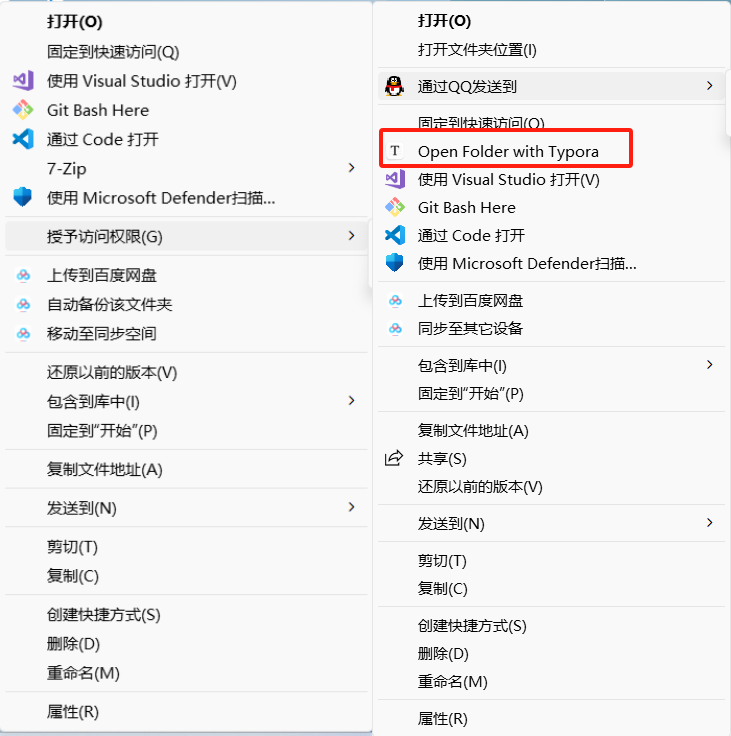 打开(O)
固定到快速访问(Q)
使用 Visual Studio 打开(V)
Git Bash Here
通过 Code 打开
7-Zip
使用 Microsoft Defender扫描...
授予访问权限(G)
上传到百度网盘
自动备份该文件夹
移动至同步空间
还原以前的版本(V)
包含到库中(I)
固定到“开始”(P)
复制文件地址(A)
发送到(N)
剪切(T)
复制(C)
创建快捷方式(S)
删除(D)
重命名(M)
属性(R)
打开(O)
打开文件夹位置(I)
通过QQ发送到
固定到快速访问(Q)
T Open Folder with Typora
使用 Visual Studio 打开(V)
Git Bash Here
通过 Code 打开
使用 Microsoft Defender扫描...
上传到百度网盘
同步至其它设备
包含到库中(I)
固定到“开始”(P)
复制文件地址(A)
共享(S)
还原以前的版本(V)
发送到(N)
剪切(T)
复制(C)
创建快捷方式(S)
删除(D)
重命名(M)
属性(R)